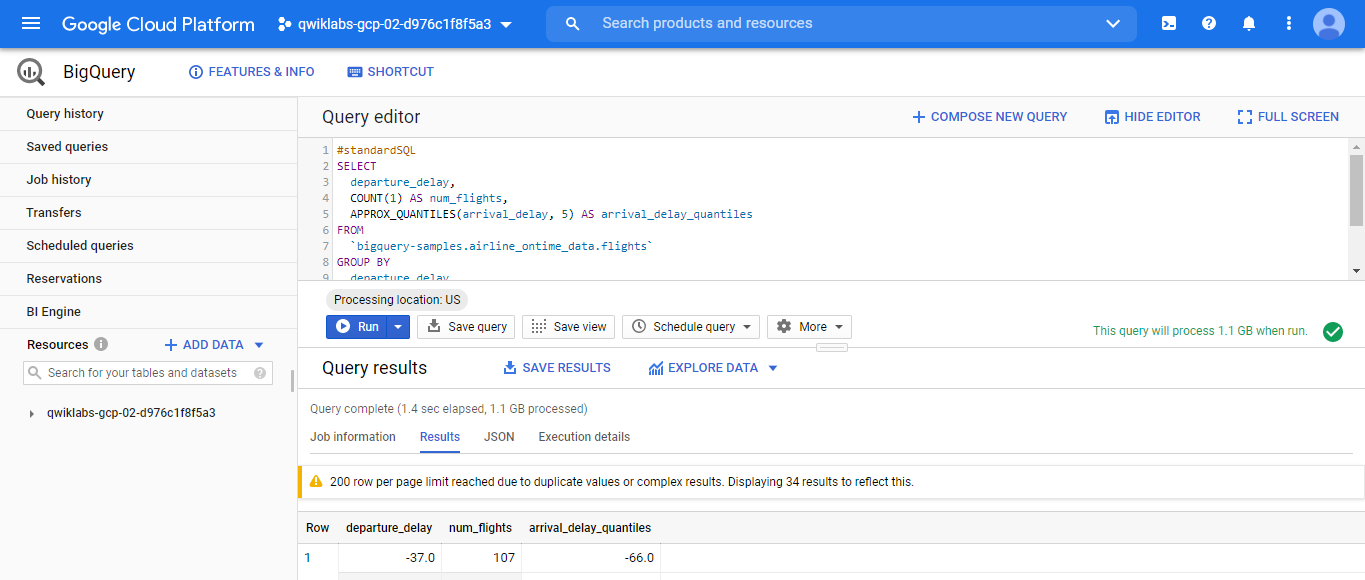 Google Cloud Platform qwiklabs-gcp-02-d976c1f8f5a3 Search products and resources
BigQuery FEATURES & INFO SHORTCUT
Query history
Saved queries
Job history
Transfers
Scheduled queries
Reservations
BI Engine
Resources ADD DATA
Search for your tables and datasets
qwiklabs-gcp-02-d976c1f8f5a3
Query editor COMPOSE NEW QUERY HIDE EDITOR FULL SCREEN
1 #standardSQL
2 SELECT
3 departure_delay,
4 COUNT(1) AS num_flights,
5 APPROX_QUANTILES(arrival_delay, 5) AS arrival_delay_quantiles
6 FROM
7 `bigquery-samples.airline_ontime_data.flights`
8 GROUP BY
9 departure_delay
Processing location: US
Run Save query Save view Schedule query More This query will process 1.1 GB when run.
Query results SAVE RESULTS EXPLORE DATA
Query complete (1.4 sec elapsed, 1.1 GB processed)
Job information Results JSON Execution details
200 row per page limit reached due to duplicate values or complex results. Displaying 34 results to reflect this.
Row departure_delay num_flights arrival_delay_quantiles
1 -37.0 107 -66.0